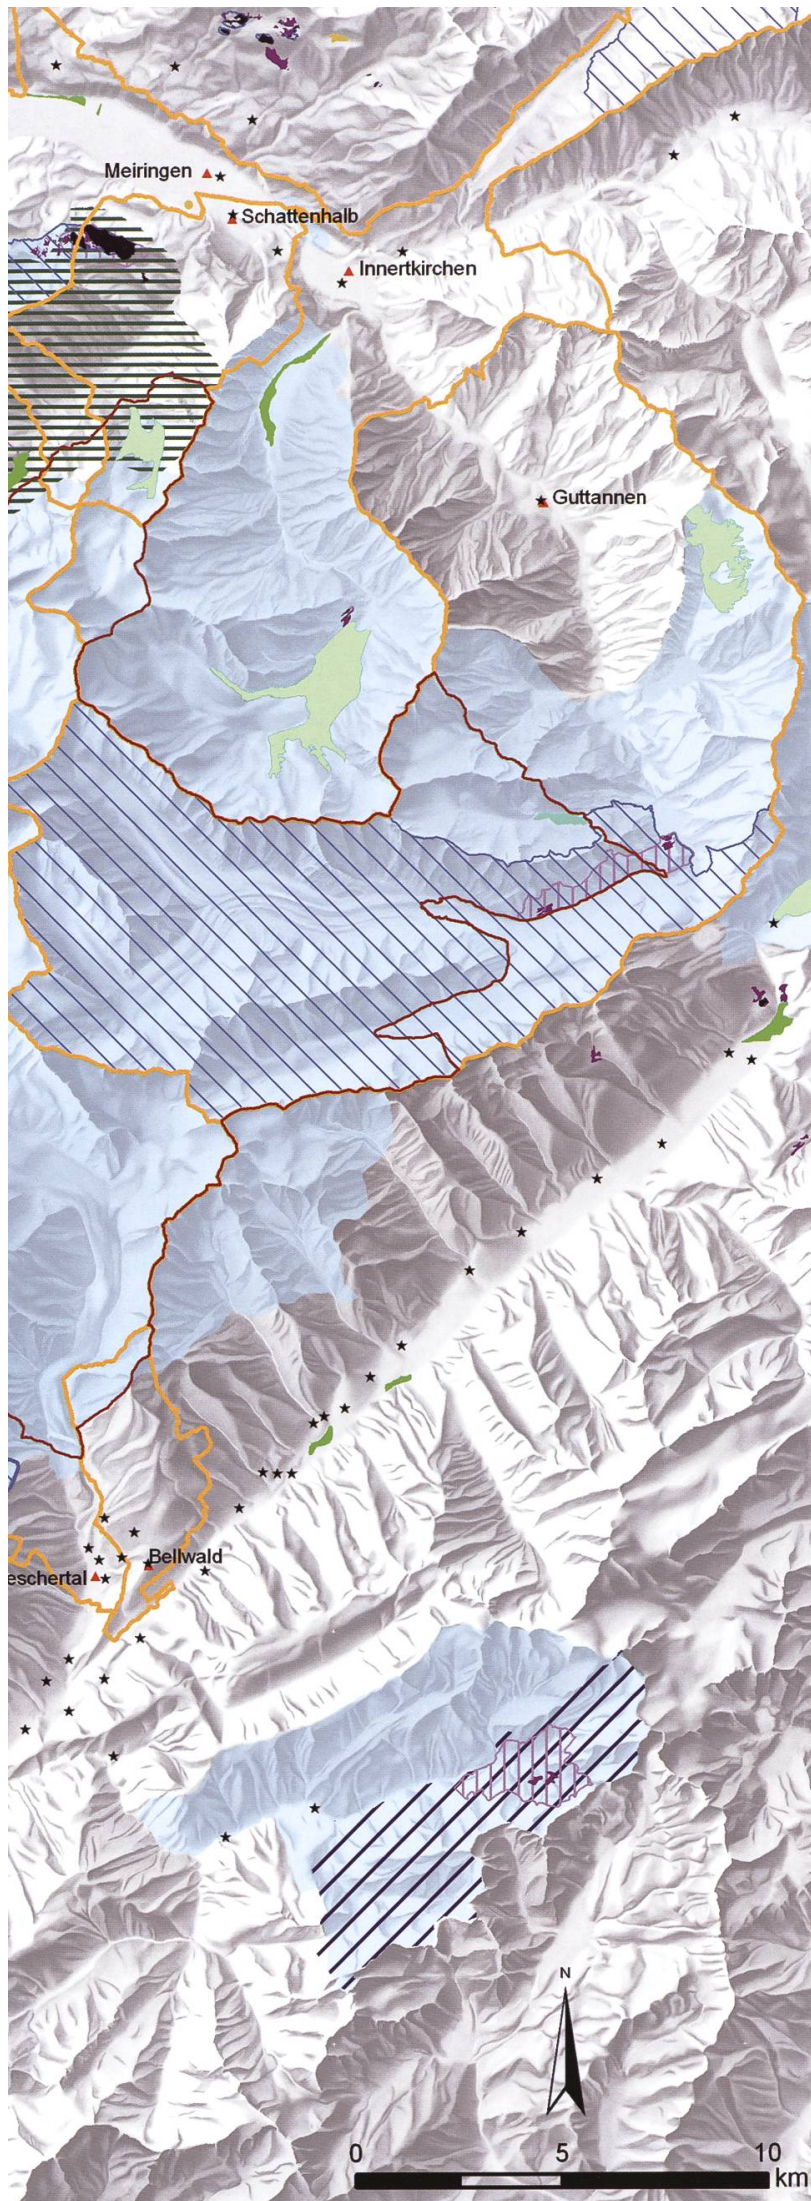 Meiringen
Schattenhalb
Innertkirchen
Guttannen
Bellwald
eschertal
N
0 5 10
km